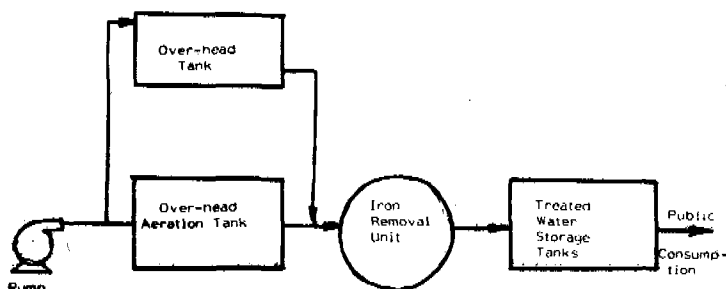 Over-head
Tank
Over-head
Aeration Tank
Iron
Removal
Unit
Treated
Water
Storage
Tanks
Public
Consump-
tion
Pump